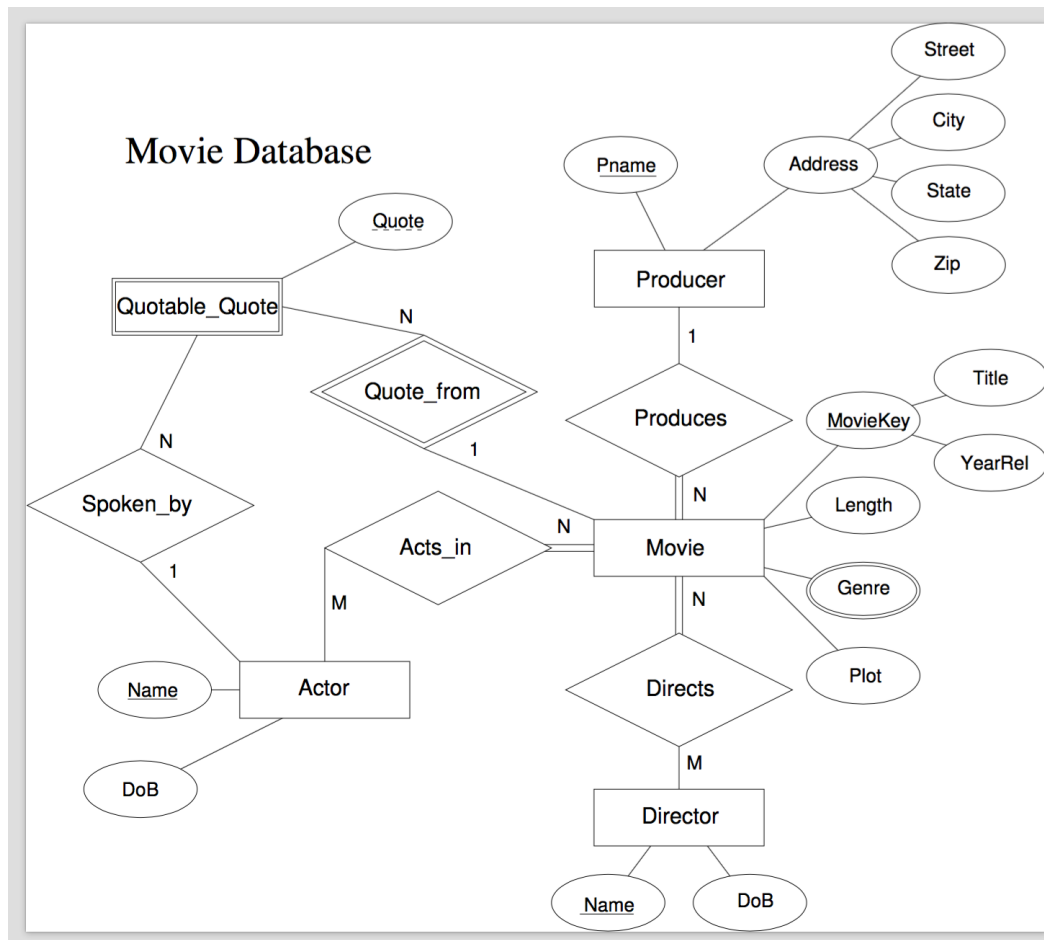 Street
City
Movie Database
Pname
Address
State
Quote
Zip
Producer
Quotable_Quote
N
1
Title
Quote_from
Produces
MovieKey
N
1
YearRel
Spoken_by
N
Length
N
Acts_in
Movie
1
Genre
M
N
Name
Actor
Directs
Plot
M
DoB
Director
Name
DoB